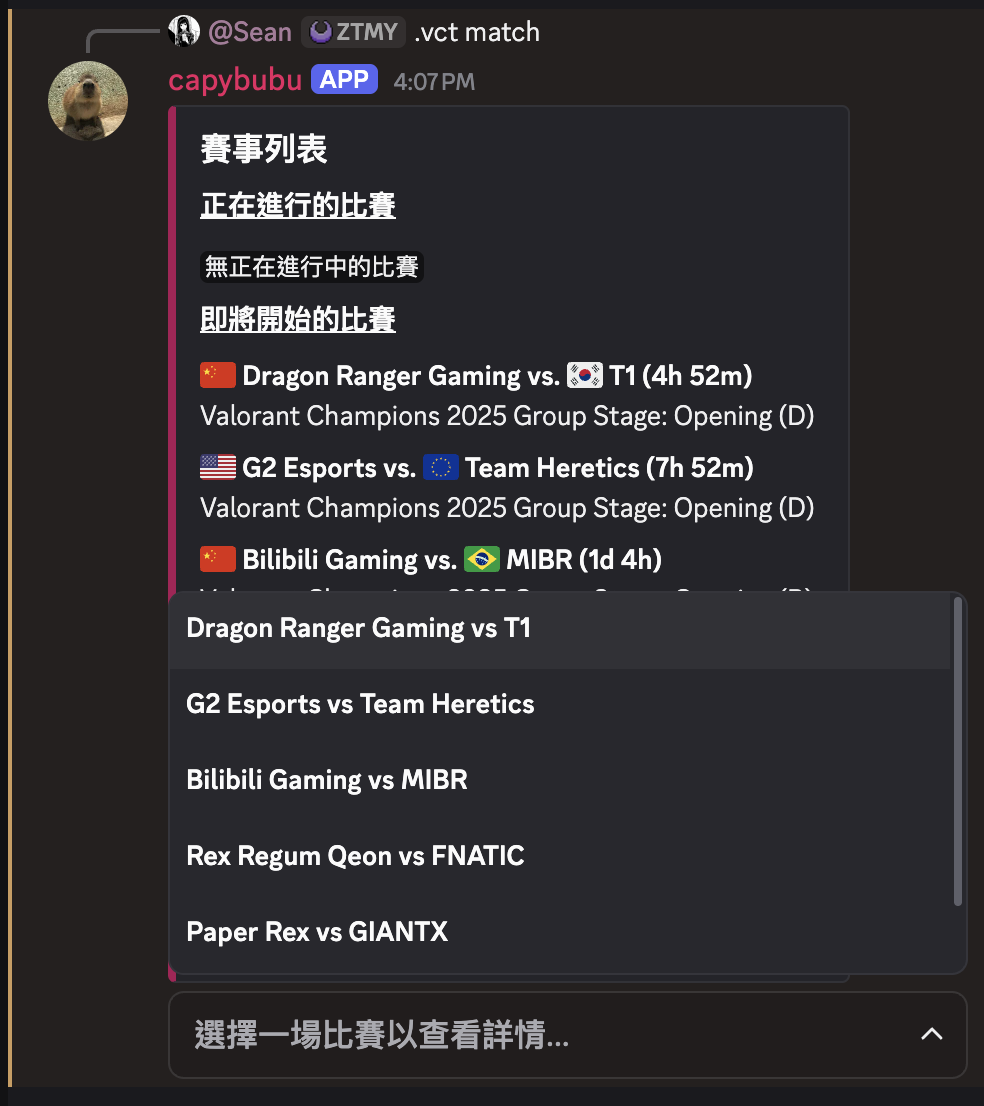 @Sean ZTMY .vct match
capybubu APP 4:07PM
賽事列表
正在進行的比賽
無正在進行中的比賽
即將開始的比賽
Dragon Ranger Gaming vs. T1 (4h 52m)
Valorant Champions 2025 Group Stage: Opening (D)
G2 Esports vs. Team Heretics (7h 52m)
Valorant Champions 2025 Group Stage: Opening (D)
Bilibili Gaming vs. MIBR (1d 4h)
Dragon Ranger Gaming vs T1
G2 Esports vs Team Heretics
Bilibili Gaming vs MIBR
Rex Regum Qeon vs FNATIC
Paper Rex vs GIANTX
選擇一場比賽以查看詳情...